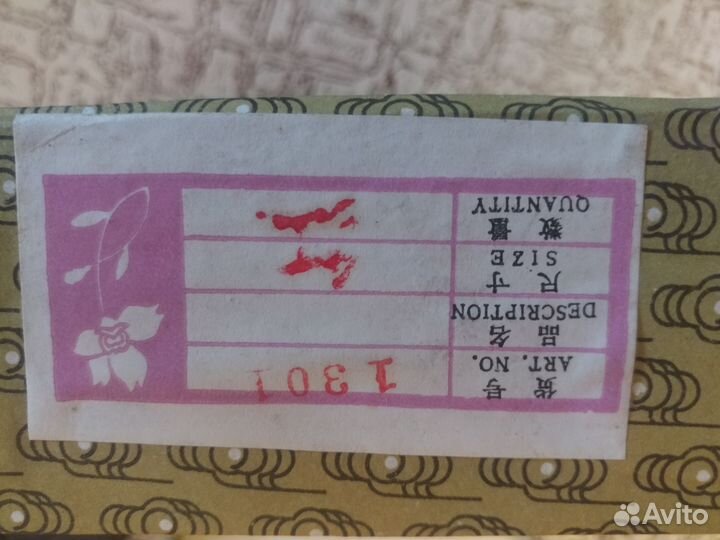 货号 1301
ART. NO.
品名
DESCRIPTION
尺寸
SIZE
数量
QUANTITY
Avito